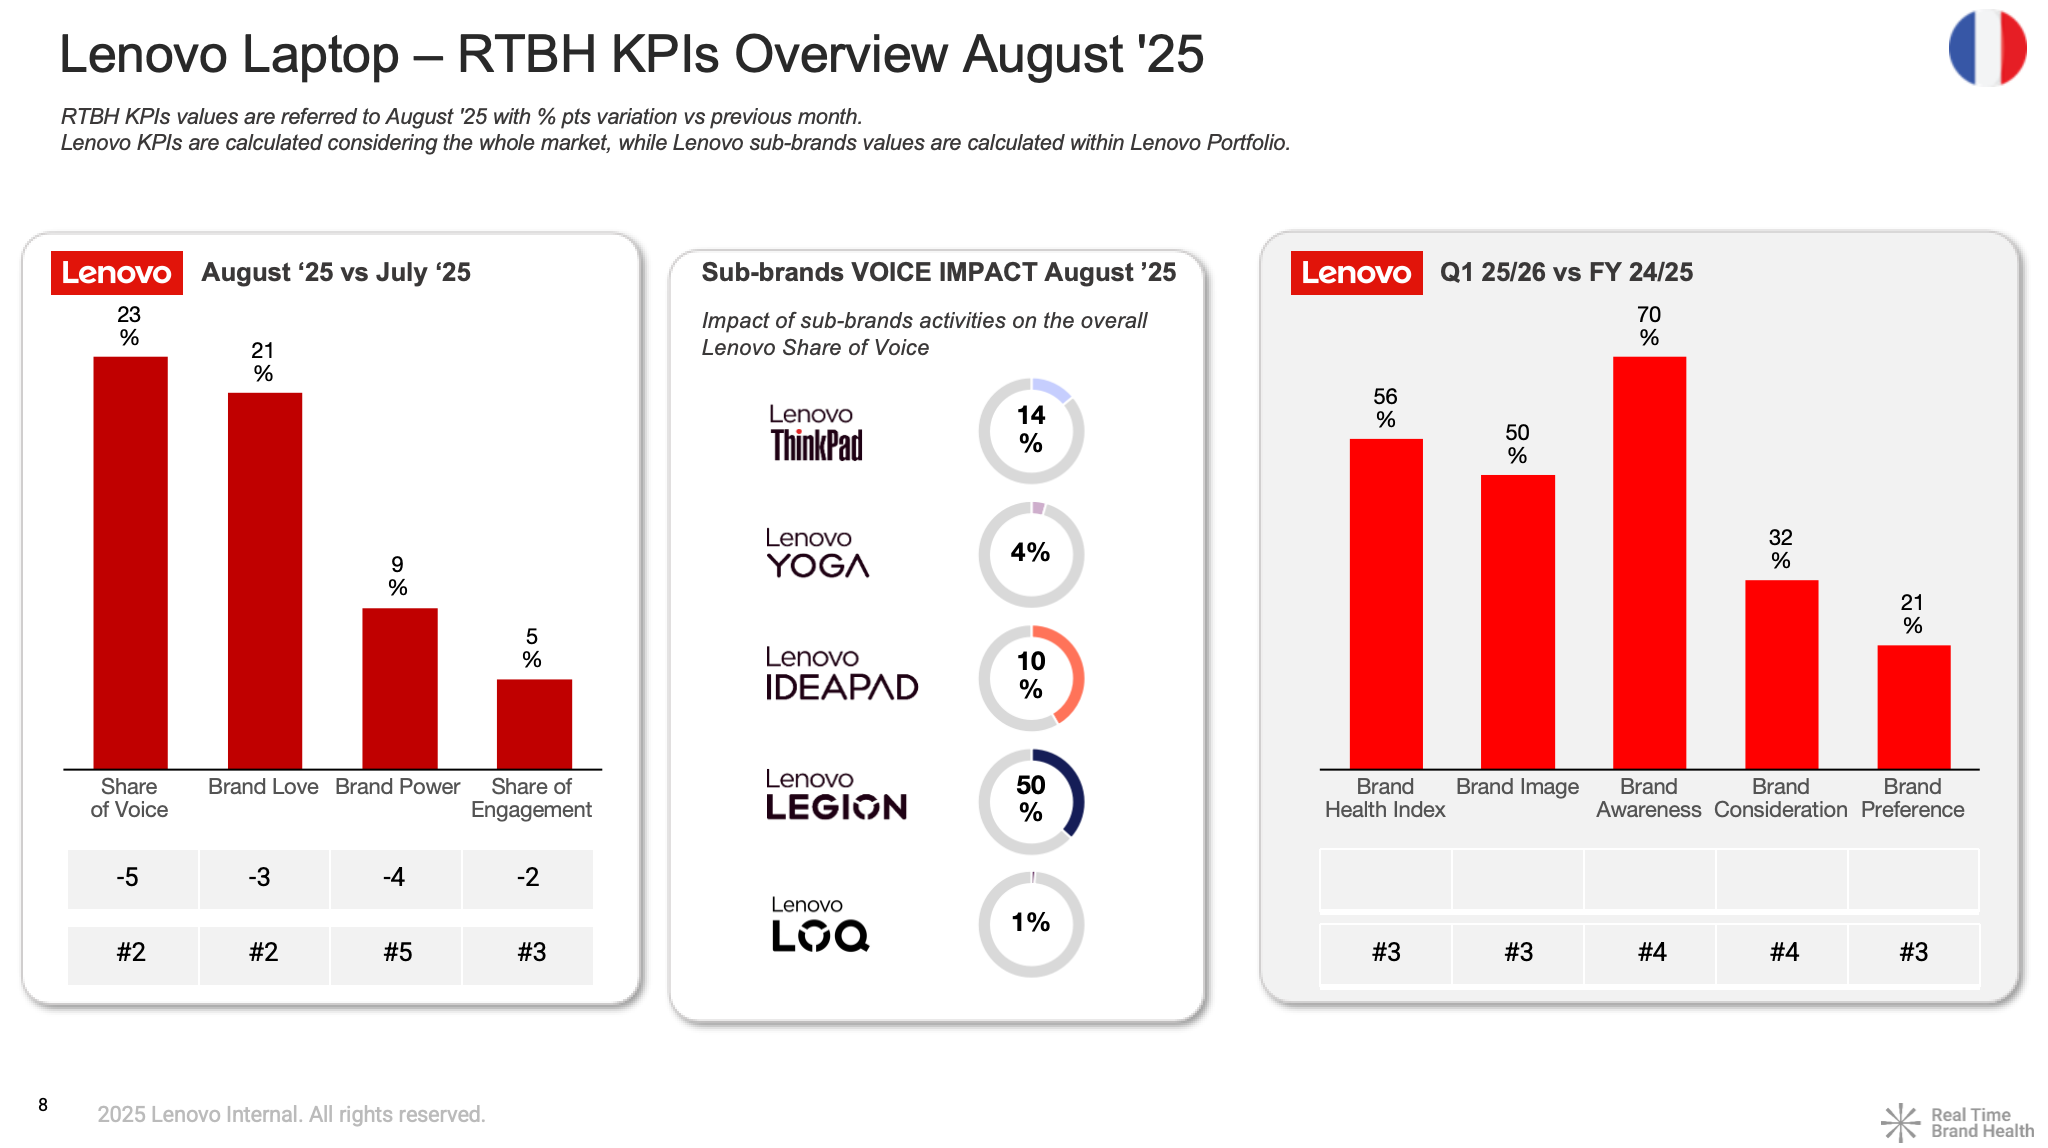 Lenovo Laptop – RTBH KPIs Overview August '25
RTBH KPIs values are referred to August '25 with % pts variation vs previous month.
Lenovo KPIs are calculated considering the whole market, while Lenovo sub-brands values are calculated within Lenovo Portfolio.
Lenovo August ‘25 vs July ‘25
23
%
21
%
9
%
5
%
Share
of Voice
Brand Love
Brand Power
Share of
Engagement
-5 -3 -4 -2
#2 #2 #5 #3
Sub-brands VOICE IMPACT August ’25
Impact of sub-brands activities on the overall
Lenovo Share of Voice
Lenovo
ThinkPad
14
%
Lenovo
YOGA
4%
Lenovo
IDEAPAD
10
%
Lenovo
LEGION
50
%
Lenovo
LOQ
1%
Lenovo Q1 25/26 vs FY 24/25
56
%
50
%
70
%
32
%
21
%
Brand
Health Index
Brand Image
Brand
Awareness
Brand
Consideration
Brand
Preference
#3 #3 #4 #4 #3
8
2025 Lenovo Internal. All rights reserved.
Real Time
Brand Health